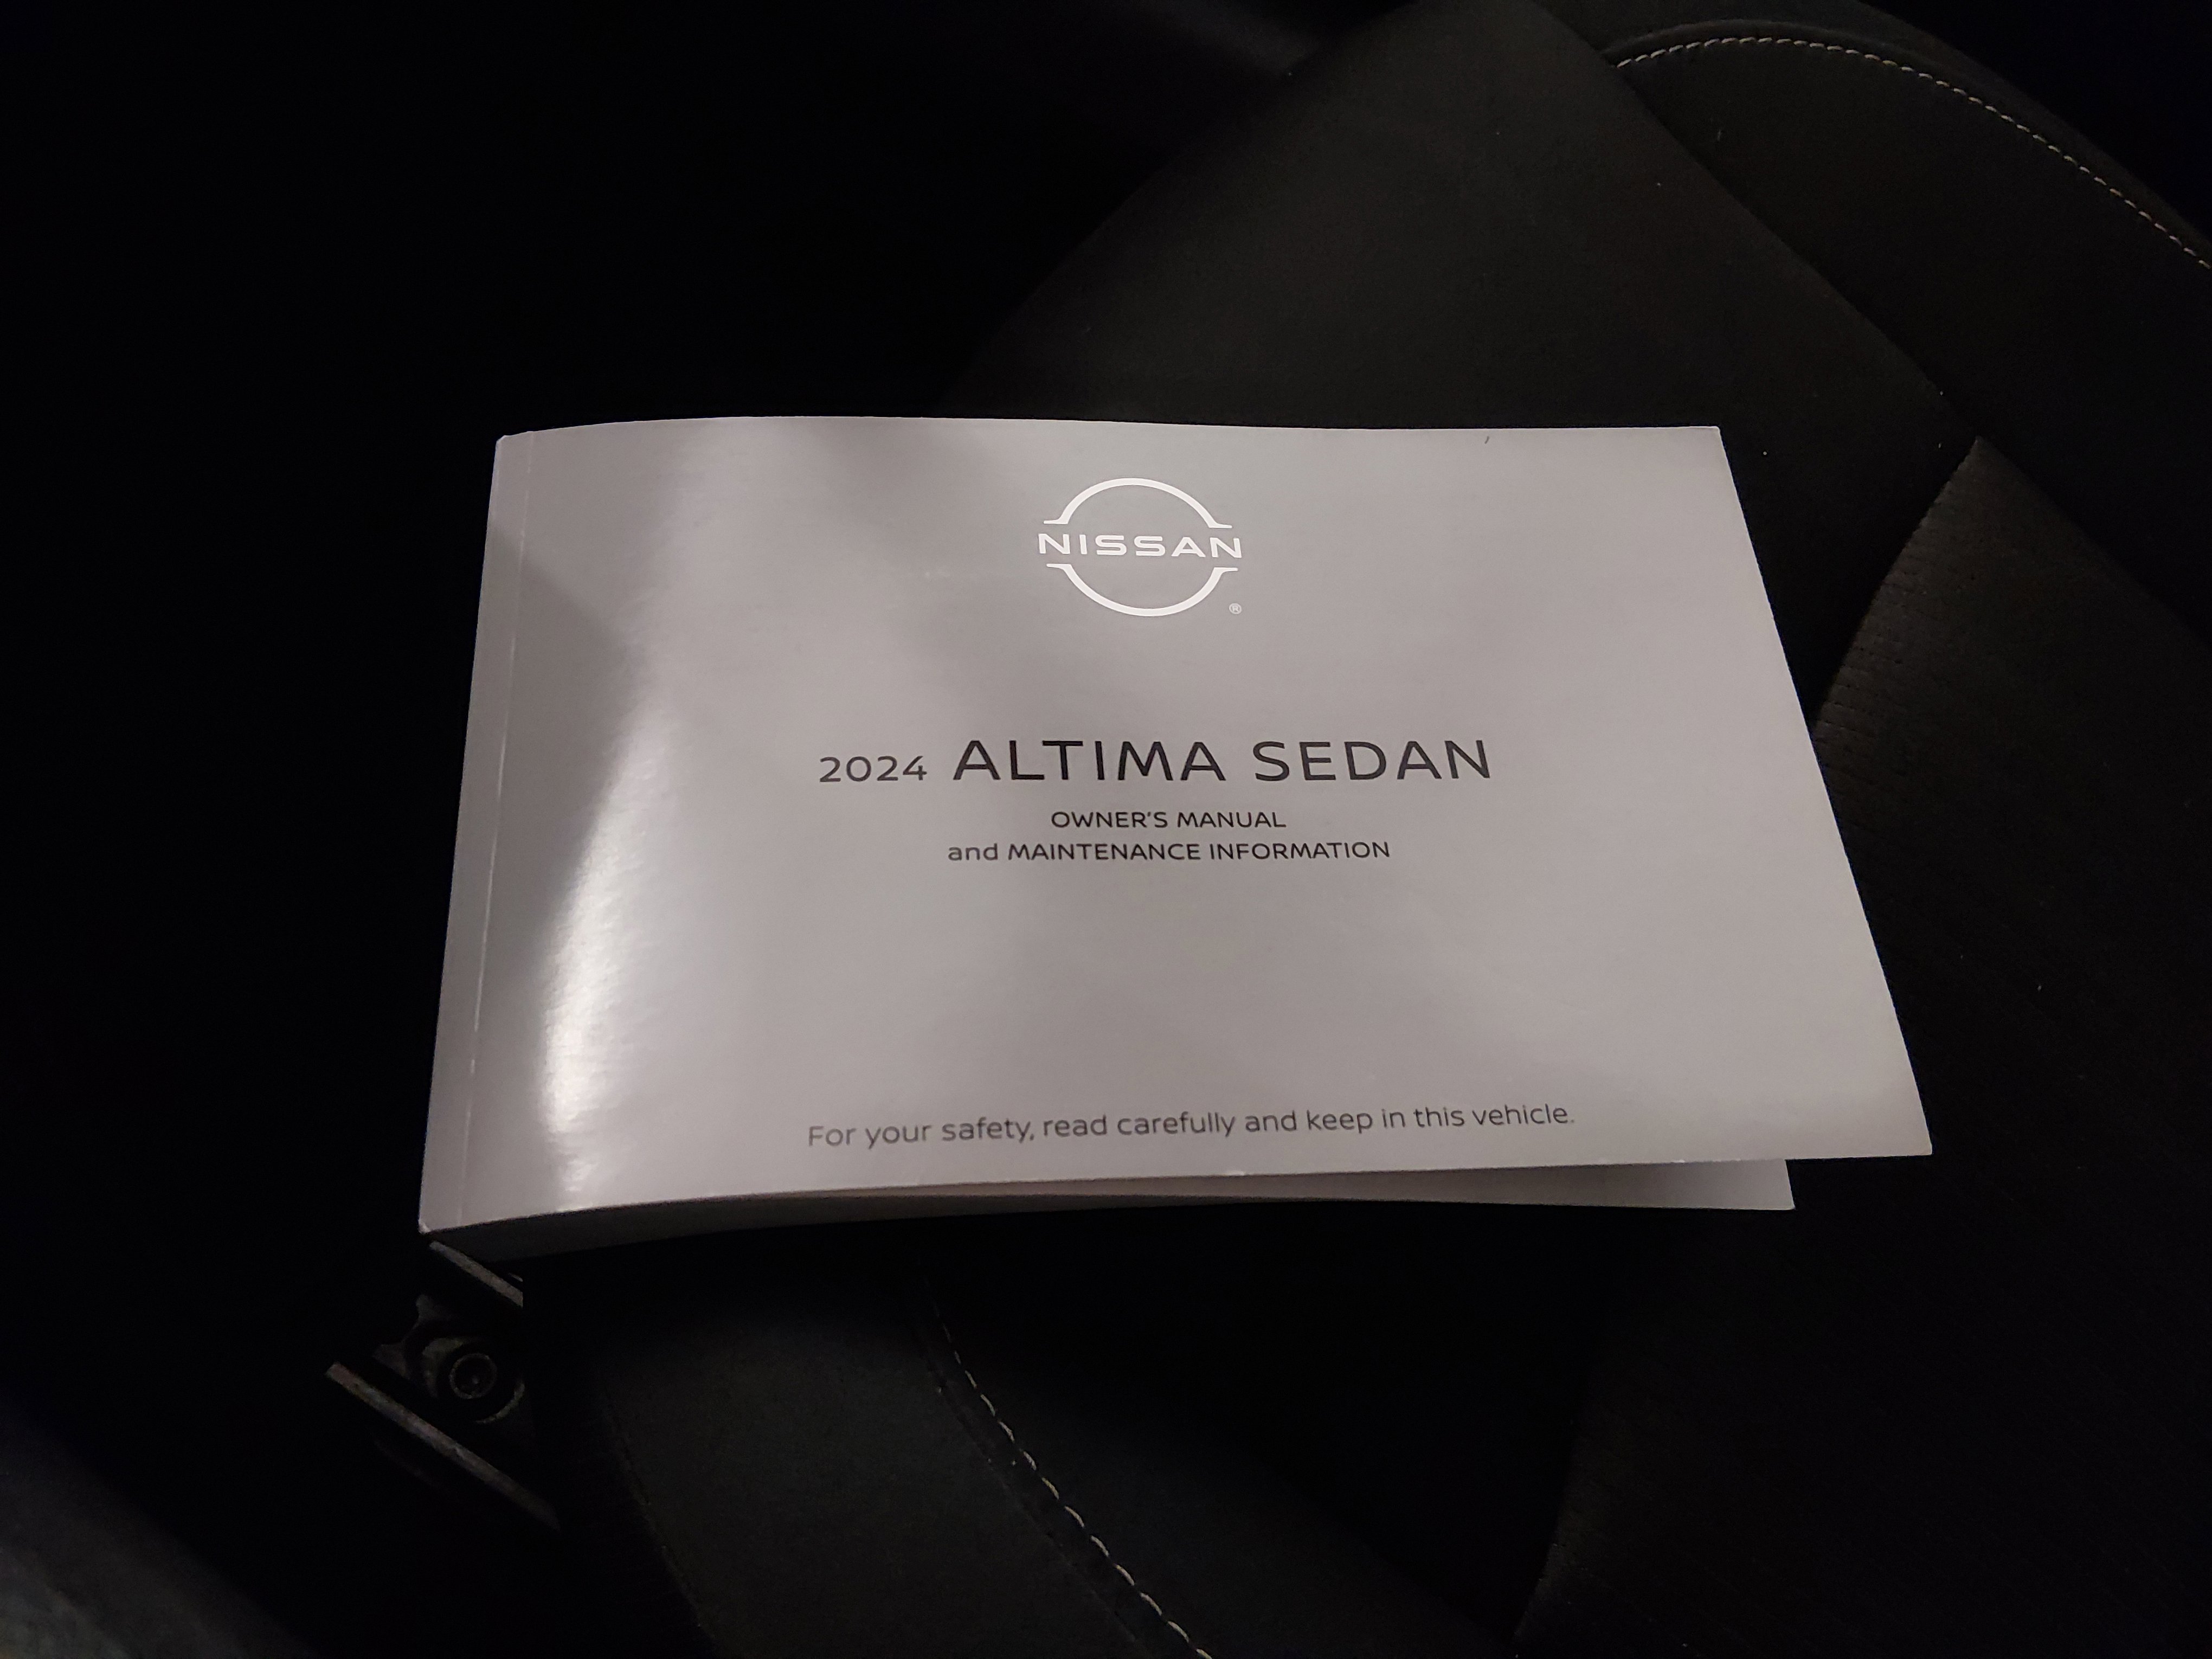 NISSAN
®
2024 ALTIMA SEDAN
OWNER'S MANUAL
and MAINTENANCE INFORMATION
For your safety, read carefully and keep in this vehicle.